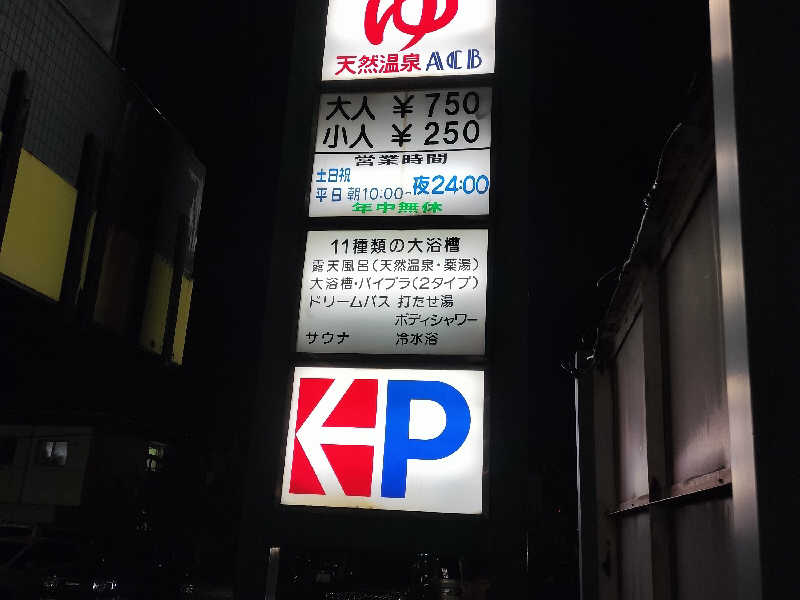 ゆ
天然温泉 ACB
大人 ￥750
小人 ￥250
営業時間
土日祝
平日 朝10:00~夜24:00
年中無休
11種類の大浴槽
露天風呂(天然温泉・薬湯)
大浴槽・バイブラ(2タイプ)
ドリームバス 打たせ湯
ボディシャワー
サウナ 冷水浴
P